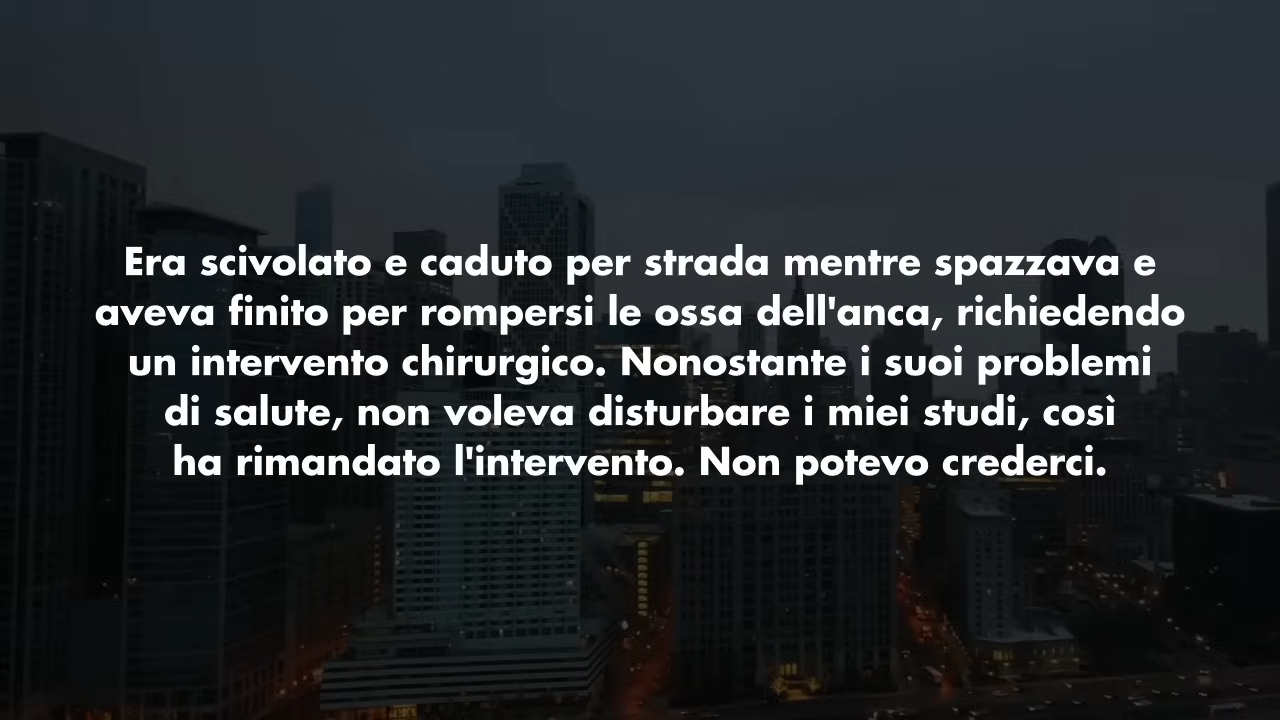 Era scivolato e caduto per strada mentre spazzava e
aveva finito per rompersi le ossa dell'anca, richiedendo
un intervento chirurgico. Nonostante i suoi problemi
di salute, non voleva disturbare i miei studi, così
ha rimandato l'intervento. Non potevo crederci.